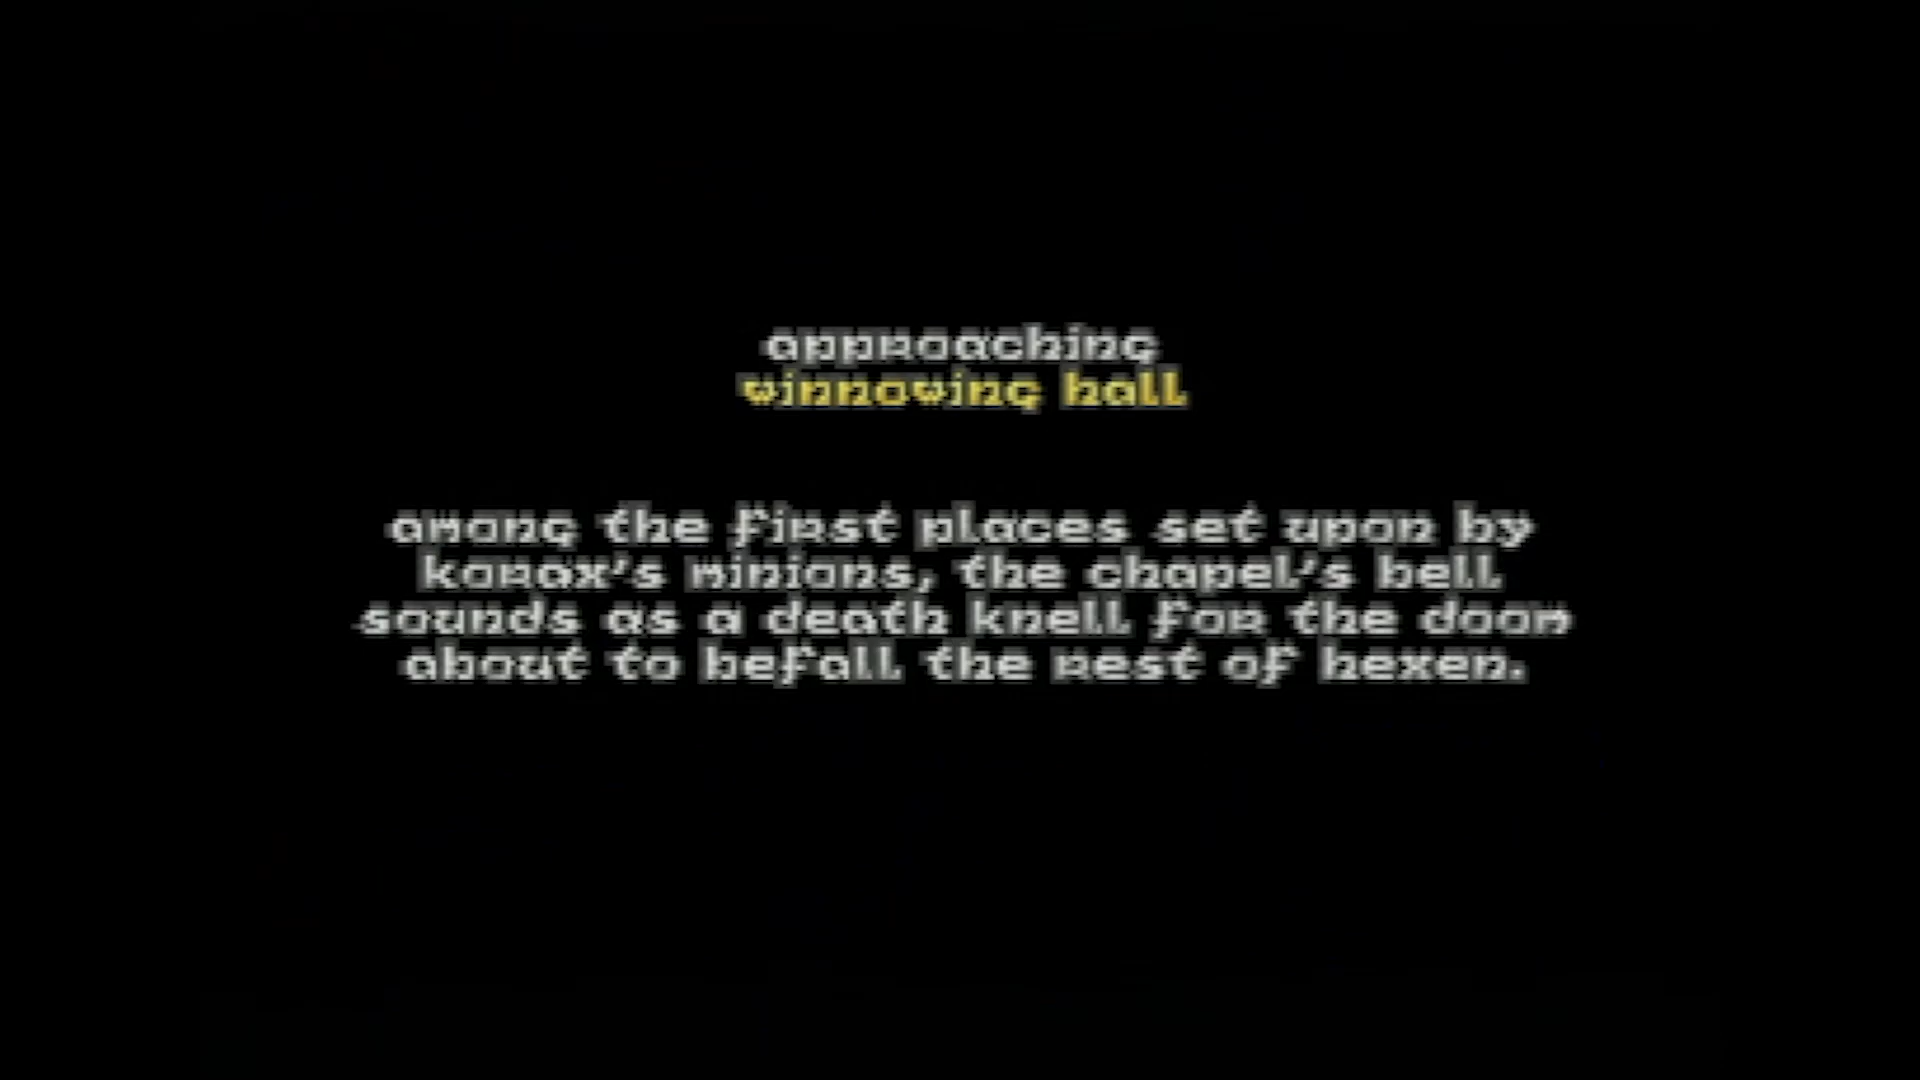 approaching
winnowing hall
among the first places set upon by
korax's minions, the chapel's bell
sounds as a death knell for the doom
about to befall the rest of hexen.